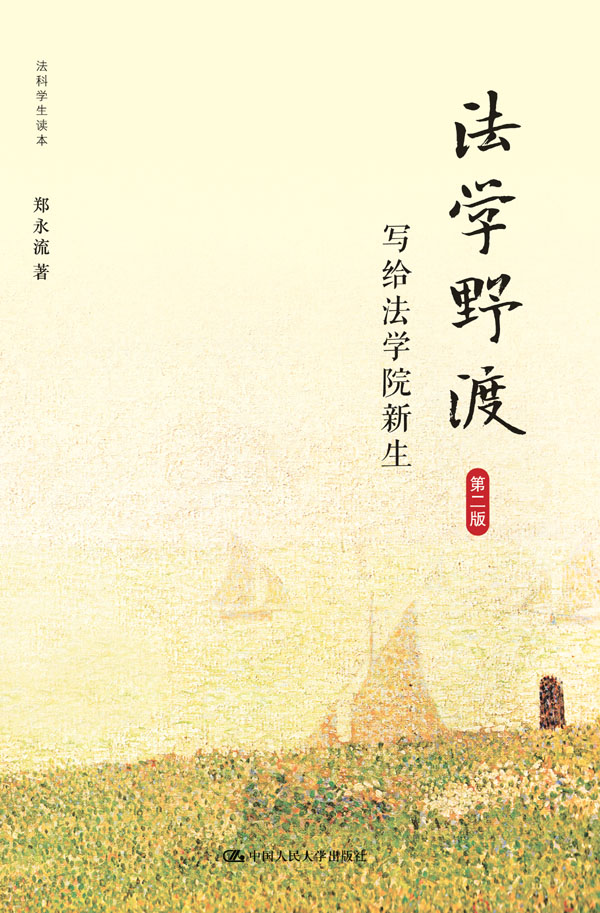 法学野渡
写给法学院新生
第二版
法科学生读本
郑永流 著
中国人民大学出版社